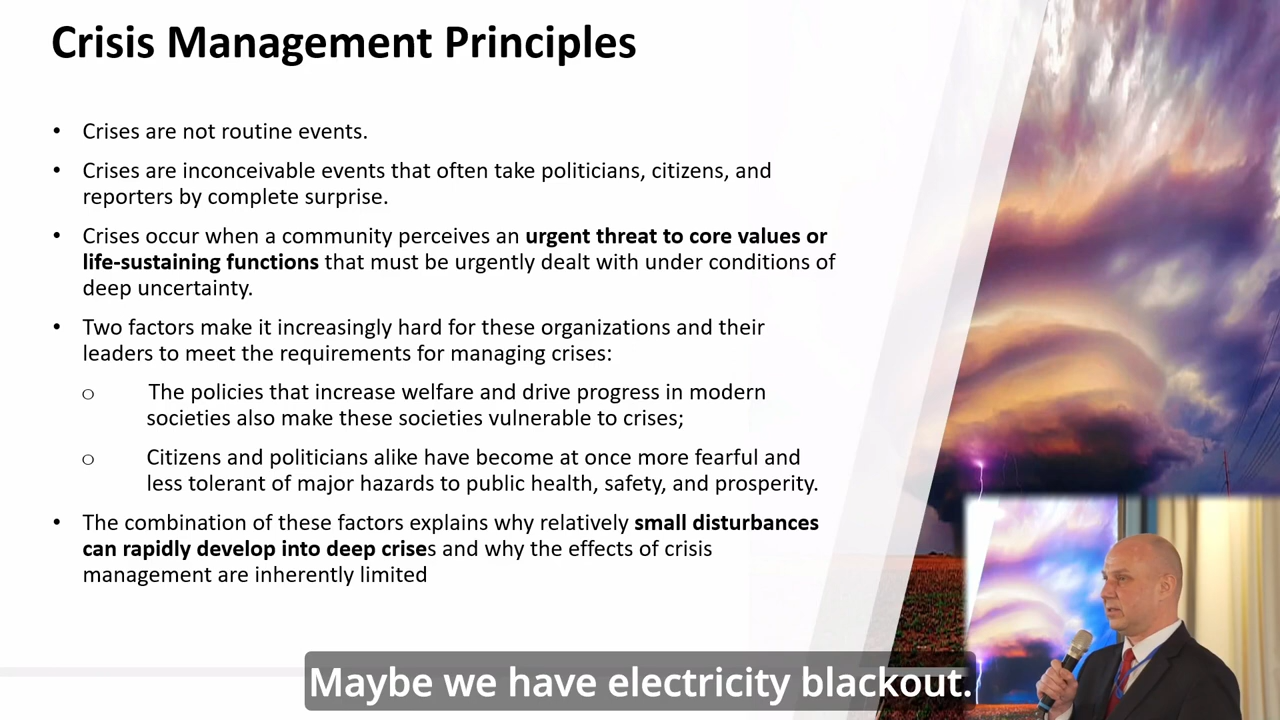 Crisis Management Principles
• Crises are not routine events.
• Crises are inconceivable events that often take politicians, citizens, and
reporters by complete surprise.
• Crises occur when a community perceives an urgent threat to core values or
life-sustaining functions that must be urgently dealt with under conditions of
deep uncertainty.
• Two factors make it increasingly hard for these organizations and their
leaders to meet the requirements for managing crises:
o The policies that increase welfare and drive progress in modern
societies also make these societies vulnerable to crises;
o Citizens and politicians alike have become at once more fearful and
less tolerant of major hazards to public health, safety, and prosperity.
• The combination of these factors explains why relatively small disturbances
can rapidly develop into deep crises and why the effects of crisis
management are inherently limited
Maybe we have electricity blackout.